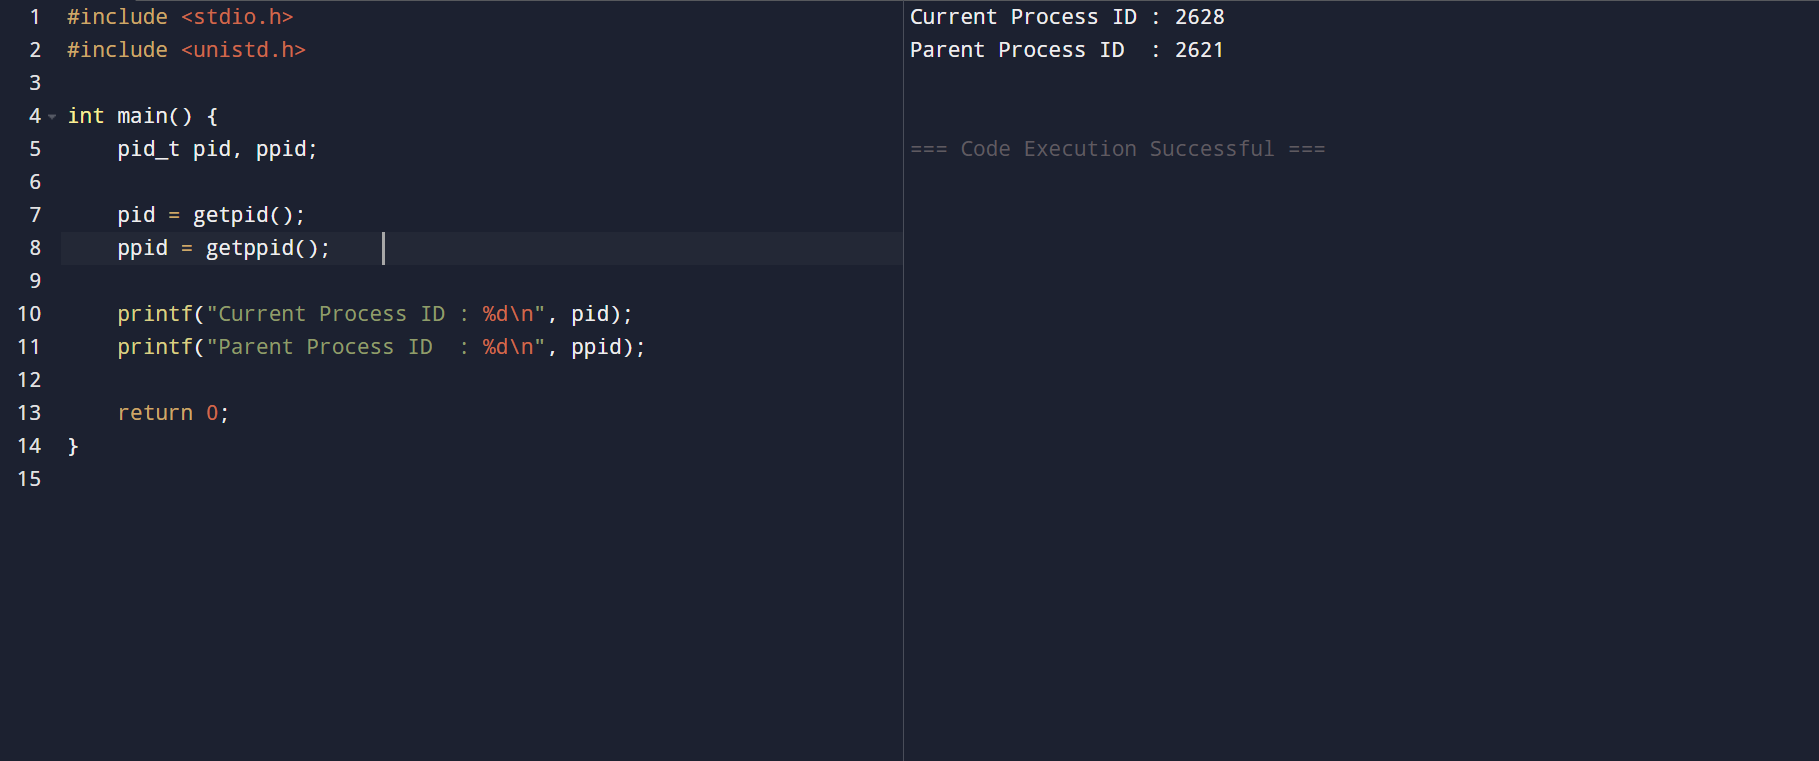 1 #include <stdio.h>
2 #include <unistd.h>
3
4 int main() {
5     pid_t pid, ppid;
6
7     pid = getpid();
8     ppid = getppid();
9
10     printf("Current Process ID : %d\n", pid);
11     printf("Parent Process ID  : %d\n", ppid);
12
13     return 0;
14 }
15
Current Process ID : 2628
Parent Process ID  : 2621
=== Code Execution Successful ===